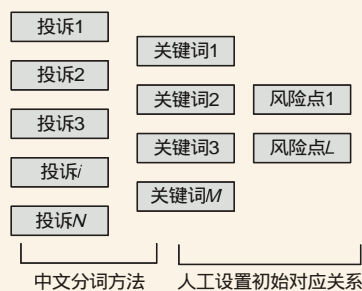 投诉1
投诉2
投诉3
投诉i
投诉N
关键词1
关键词2
关键词3
关键词M
风险点1
风险点L
中文分词方法
人工设置初始对应关系